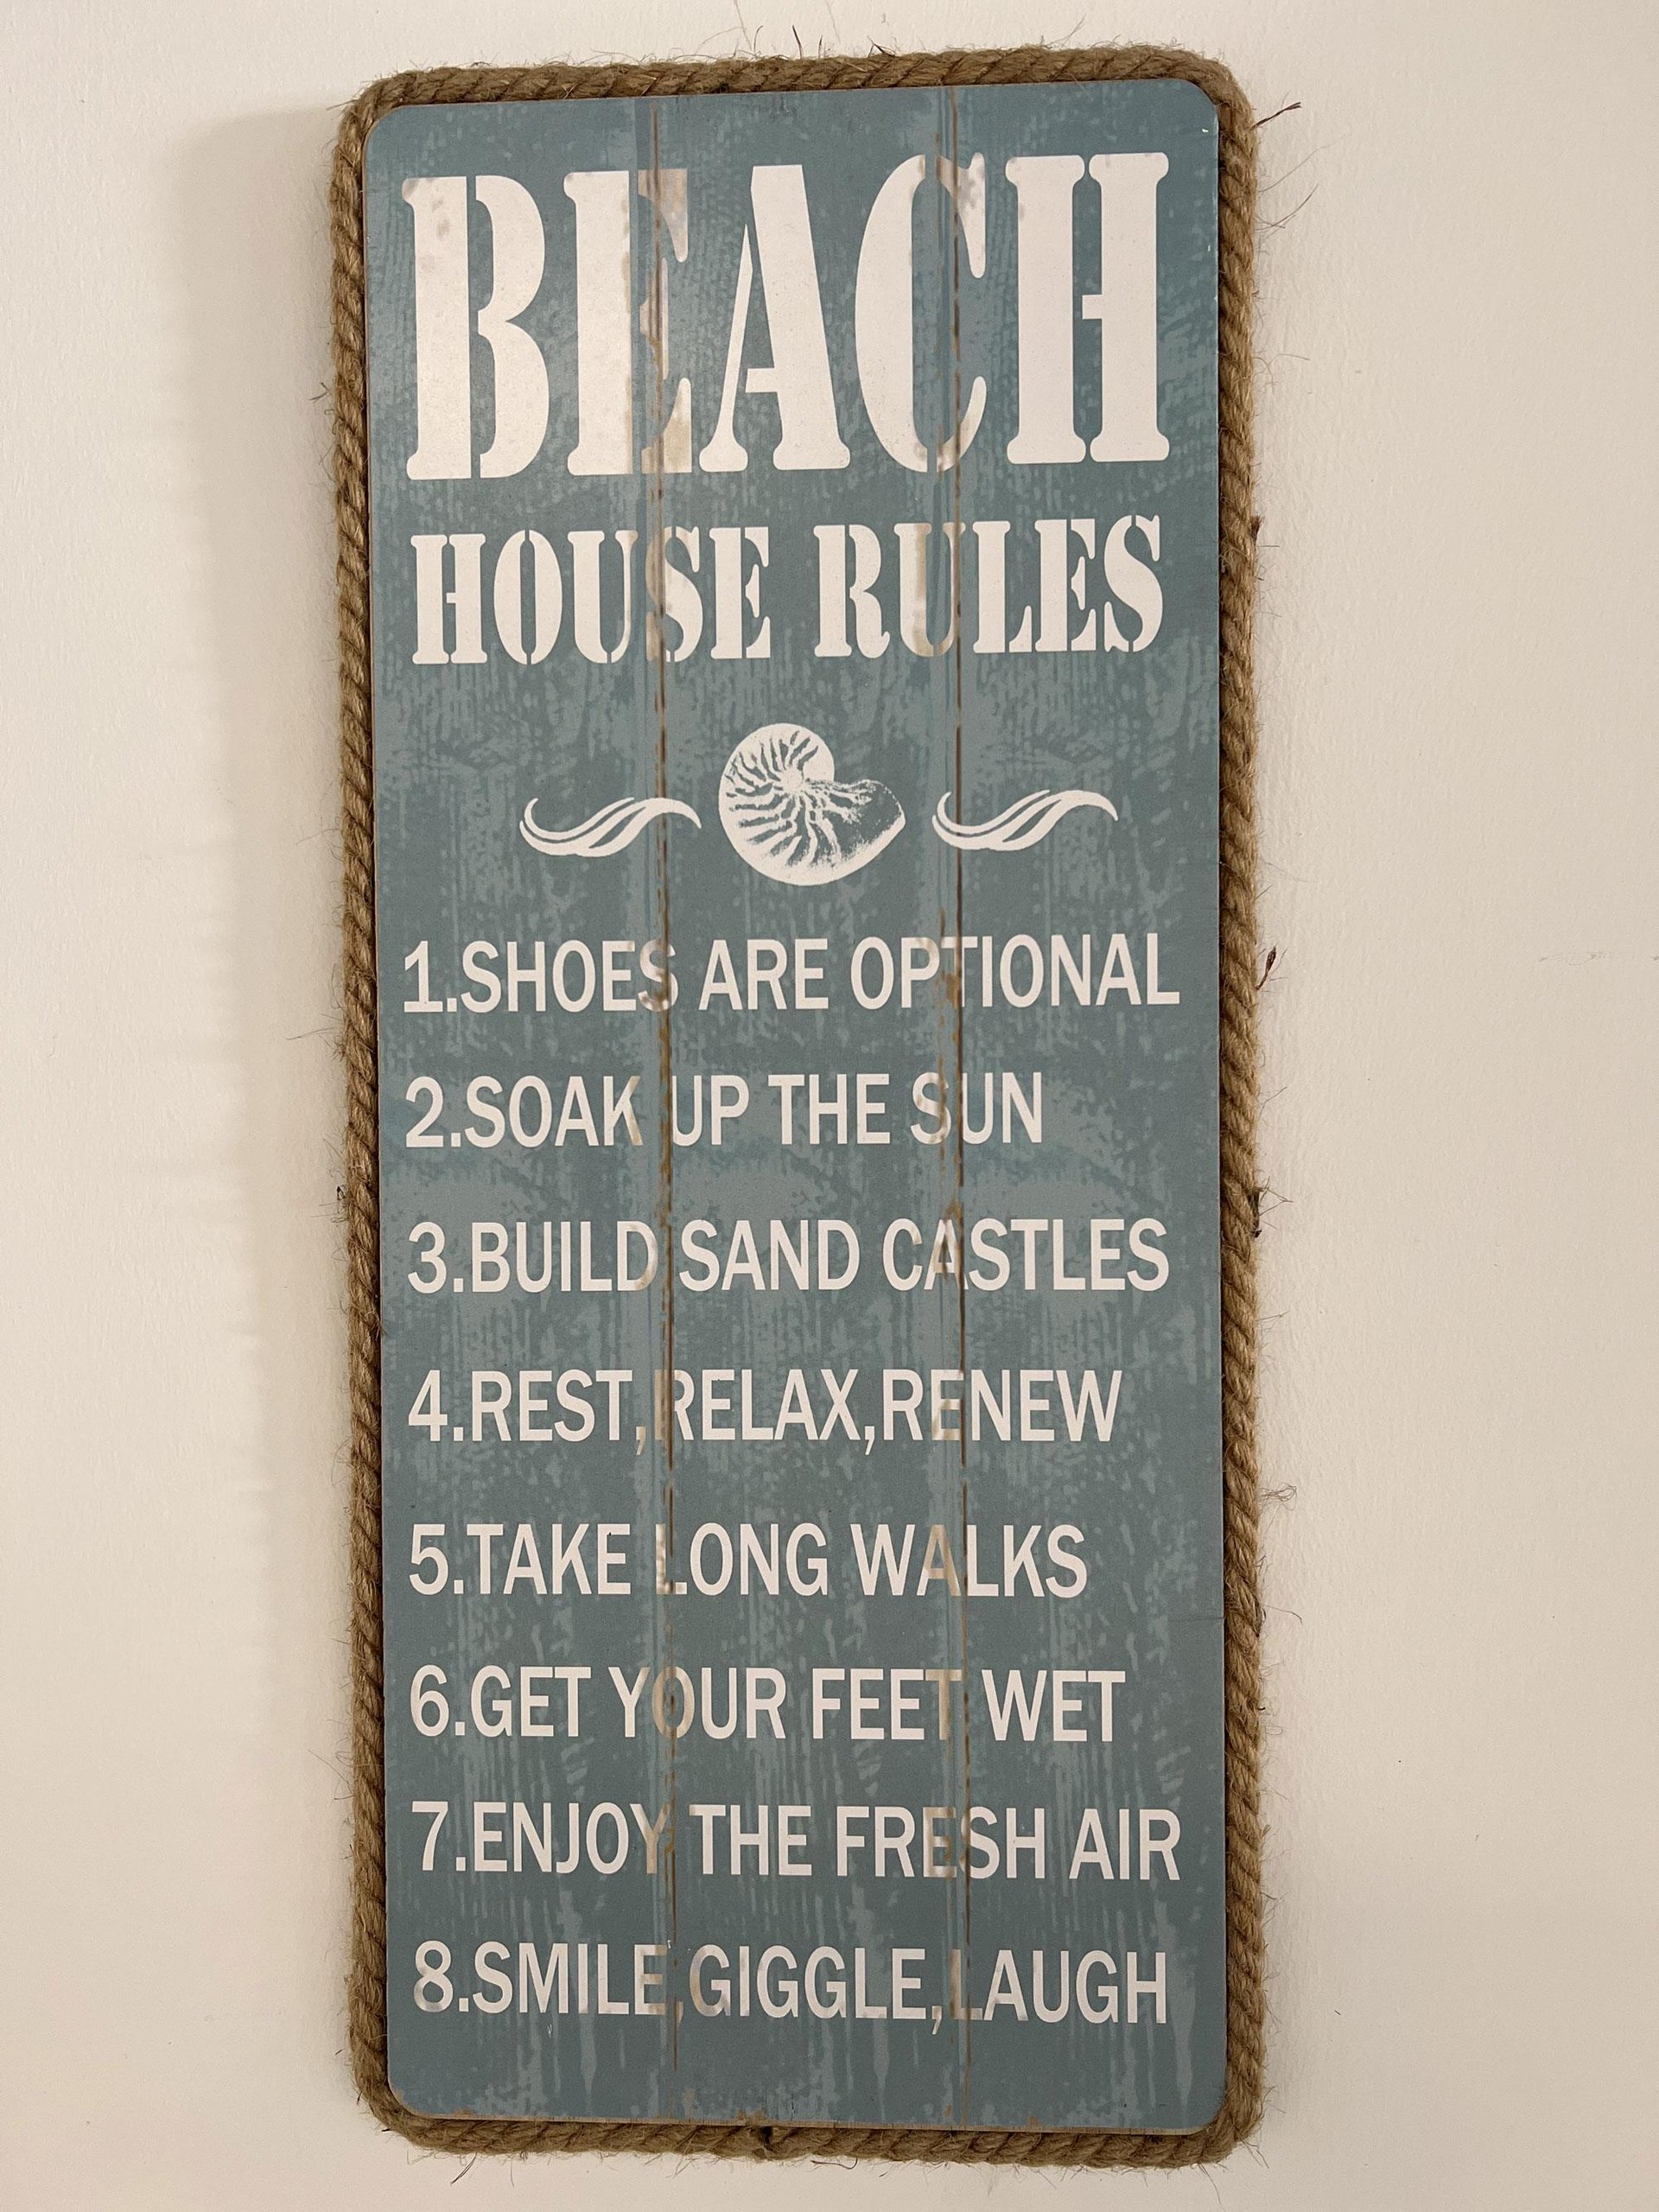 BEACH
HOUSE RULES
1.SHOES ARE OPTIONAL
2.SOAK UP THE SUN
3.BUILD SAND CASTLES
4.REST,RELAX,RENEW
5.TAKE LONG WALKS
6.GET YOUR FEET WET
7.ENJOY THE FRESH AIR
8.SMILE,GIGGLE,LAUGH